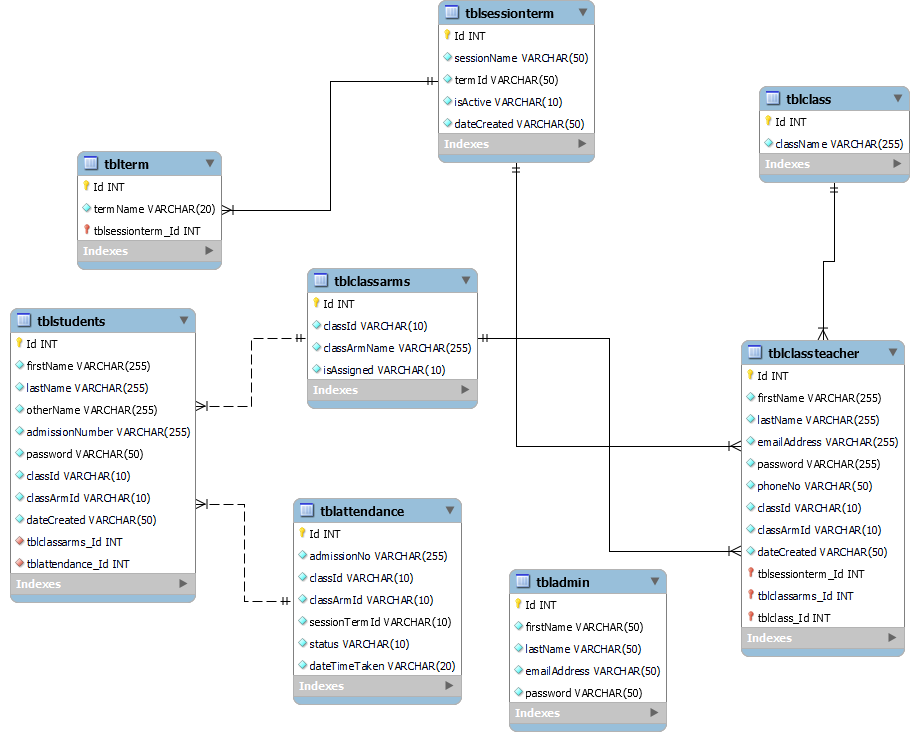 tblsessionterm
Id INT
sessionName VARCHAR(50)
termId VARCHAR(50)
isActive VARCHAR(10)
dateCreated VARCHAR(50)
Indexes
tblclass
Id INT
className VARCHAR(255)
Indexes
tblterm
Id INT
termName VARCHAR(20)
tblsessionterm_Id INT
Indexes
tblclassarms
Id INT
classId VARCHAR(10)
classArmName VARCHAR(255)
isAssigned VARCHAR(10)
Indexes
tblstudents
Id INT
firstName VARCHAR(255)
lastName VARCHAR(255)
otherName VARCHAR(255)
admissionNumber VARCHAR(255)
password VARCHAR(50)
classId VARCHAR(10)
classArmId VARCHAR(10)
dateCreated VARCHAR(50)
tblclassarms_Id INT
tblattendance_Id INT
Indexes
tblclassteacher
Id INT
firstName VARCHAR(255)
lastName VARCHAR(255)
emailAddress VARCHAR(255)
password VARCHAR(255)
phoneNo VARCHAR(50)
classId VARCHAR(10)
classArmId VARCHAR(10)
dateCreated VARCHAR(50)
tblsessionterm_Id INT
tblclassarms_Id INT
tblclass_Id INT
Indexes
tblattendance
Id INT
admissionNo VARCHAR(255)
classId VARCHAR(10)
classArmId VARCHAR(10)
sessionTermId VARCHAR(10)
status VARCHAR(10)
dateTimeTaken VARCHAR(20)
Indexes
tbladmin
Id INT
firstName VARCHAR(50)
lastName VARCHAR(50)
emailAddress VARCHAR(50)
password VARCHAR(50)
Indexes